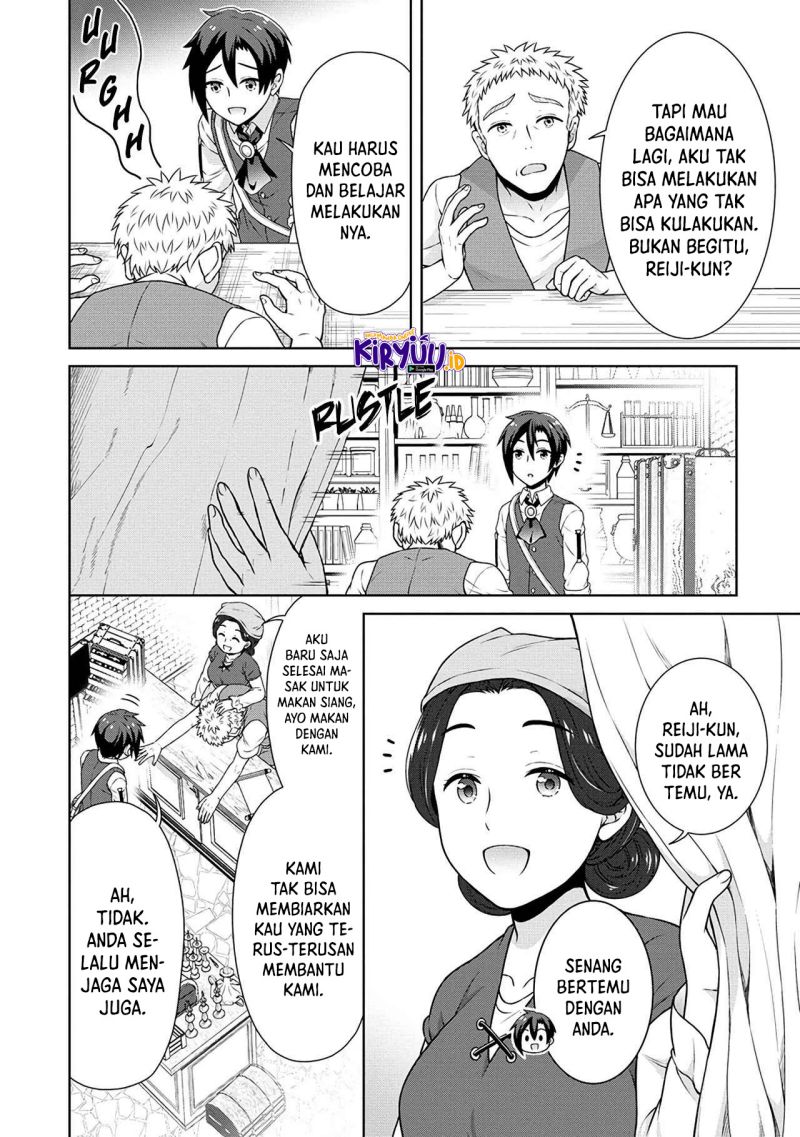 TAPI MAU
BAGAIMANA
LAGI, AKU TAK
BISA MELAKUKAN
APA YANG TAK
BISA KULAKUKAN.
BUKAN BEGITU,
REIJI-KUN?
KAU HARUS
MENCOBA
DAN BELAJAR
MELAKUKAN
NYA.
UURGHH
KIRYUU.id
RUSTLE
AH,
REIJI-KUN,
SUDAH LAMA
TIDAK BER
TEMU, YA.
SENANG
BERTEMU
DENGAN
ANDA.
AKU
BARU SAJA
SELESAI MA-
SAK UNTUK
MAKAN SIANG,
AYO MAKAN
DENGAN
KAMI.
KAMI
TAK BISA
MEMBIARKAN
KAU YANG TE-
RUS-TERUSAN
MEMBANTU
KAMI.
AH,
TIDAK.
ANDA SE-
LALU MEN-
JAGA SAYA
JUGA.